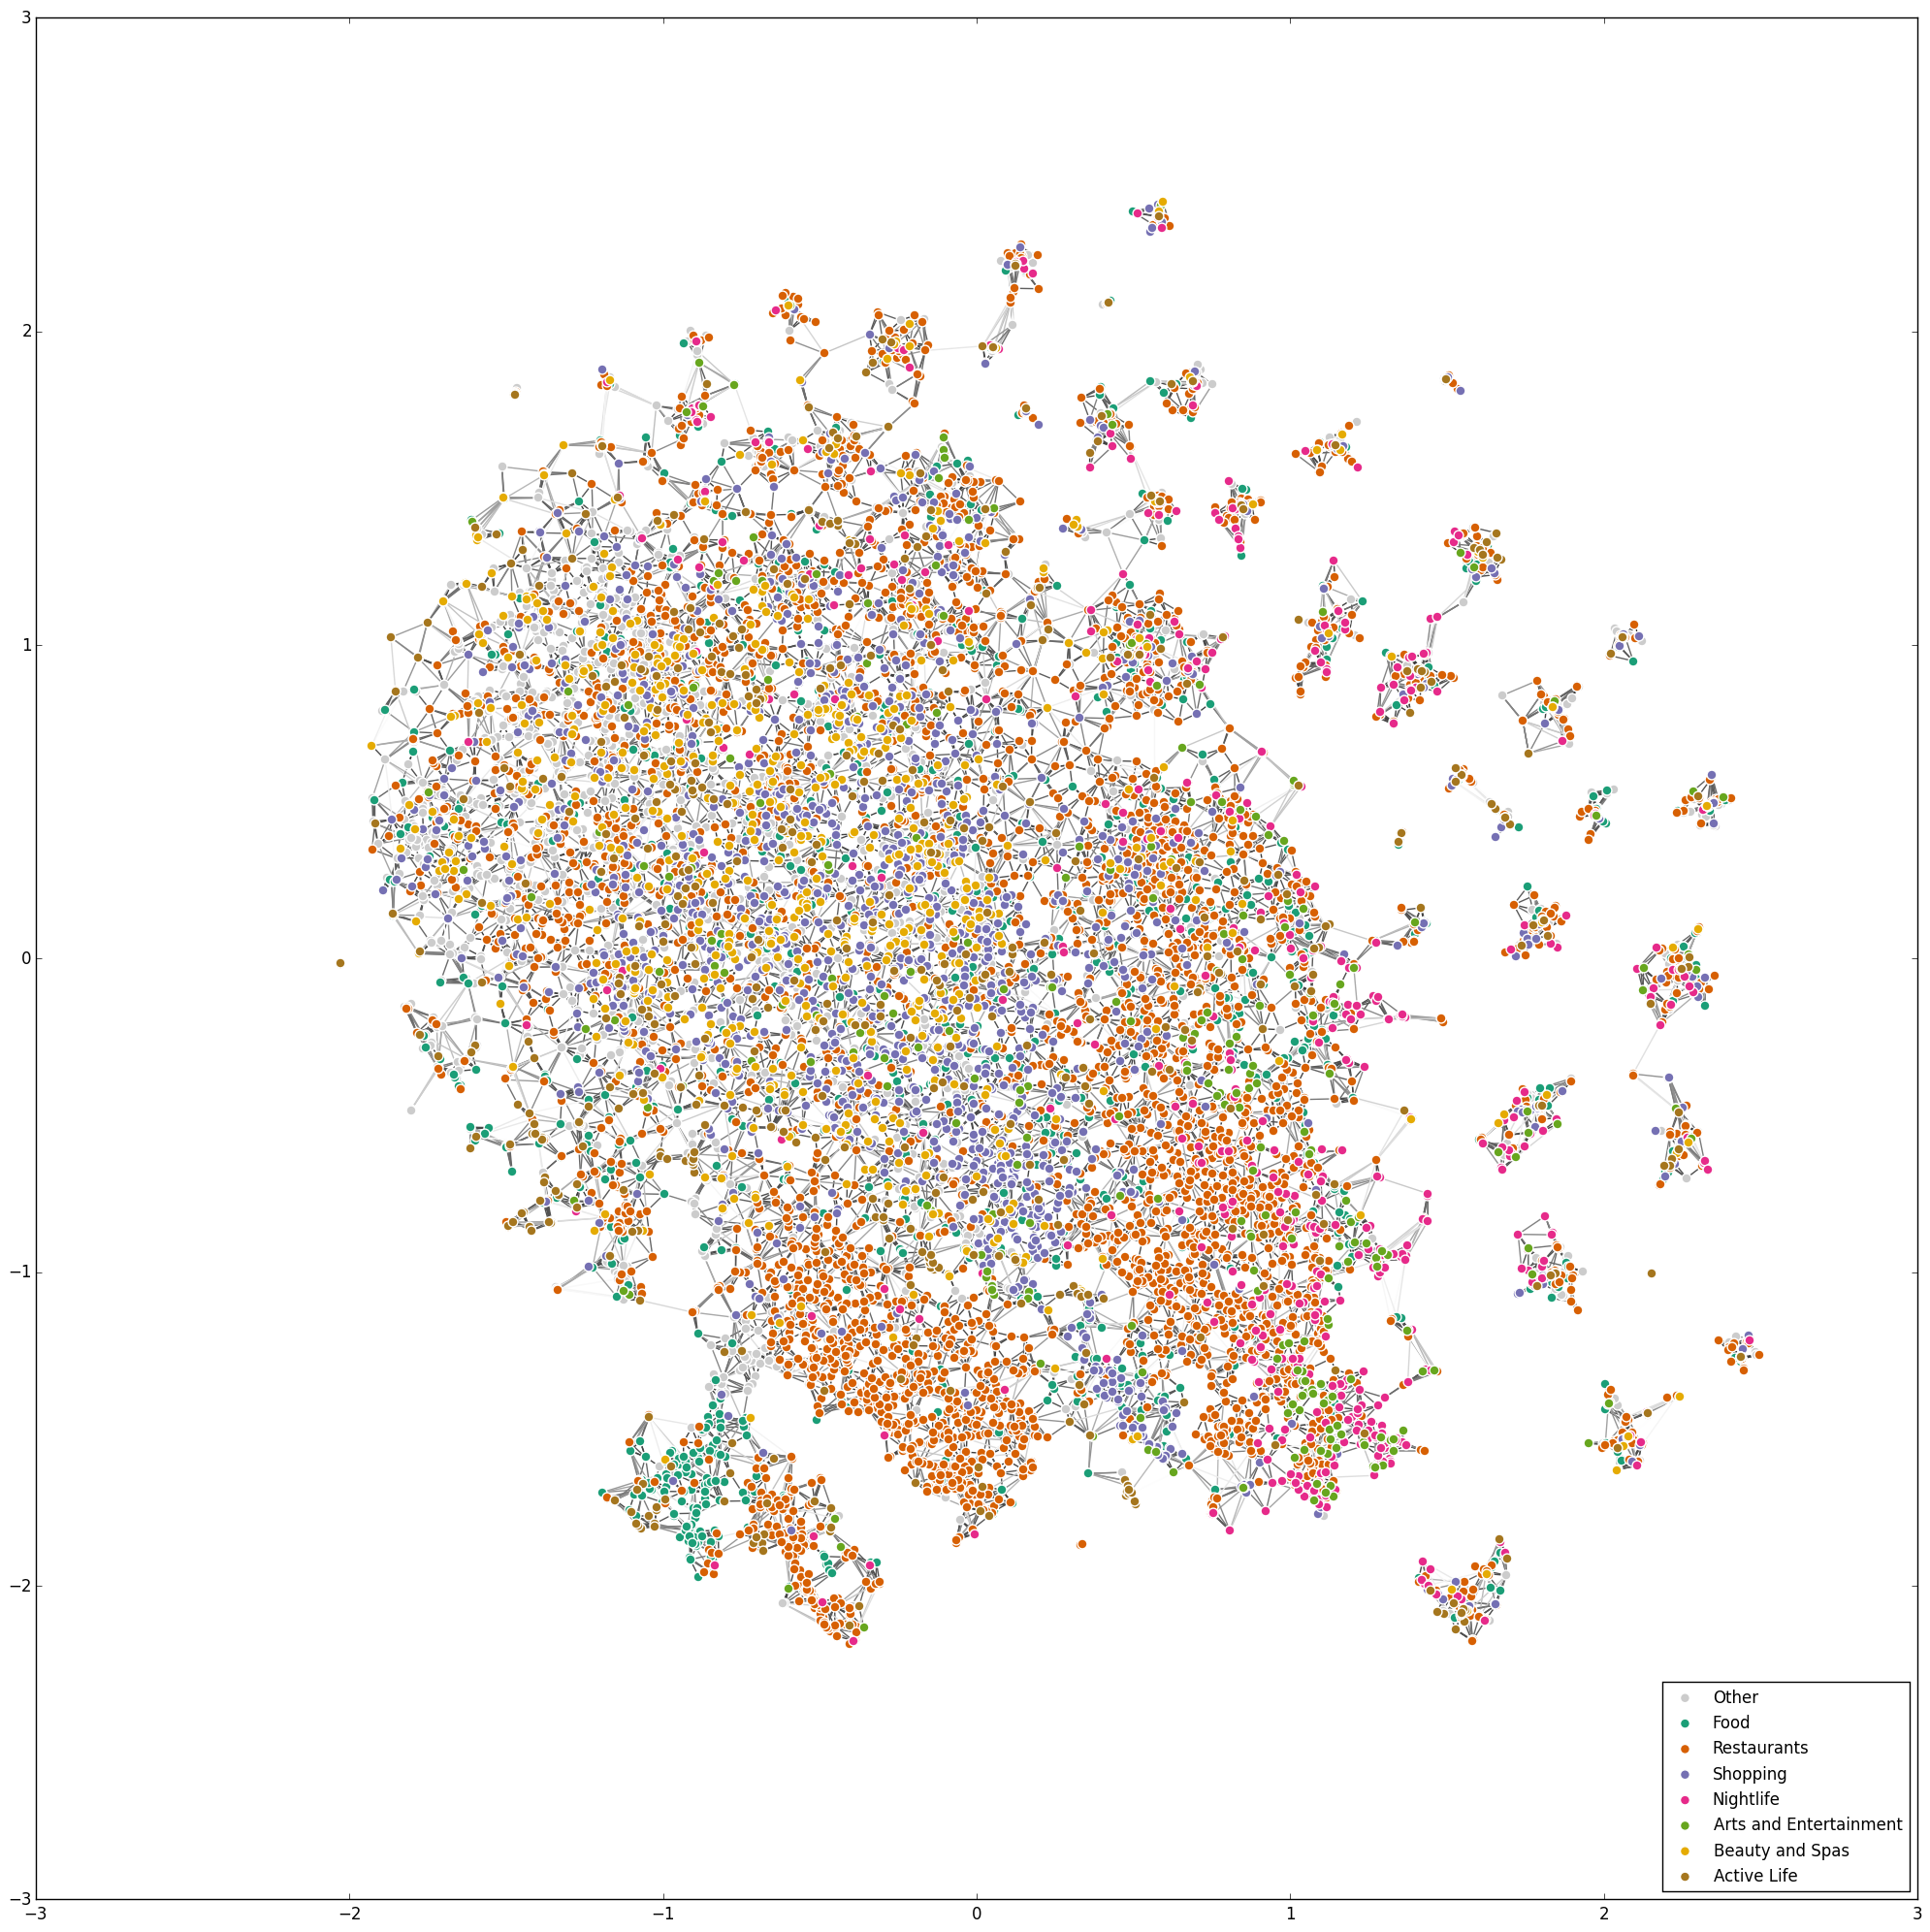 3
2
1
0
−1
−2
−3
−3
−2
−1
0
1
2
3
Other
Food
Restaurants
Shopping
Nightlife
Arts and Entertainment
Beauty and Spas
Active Life